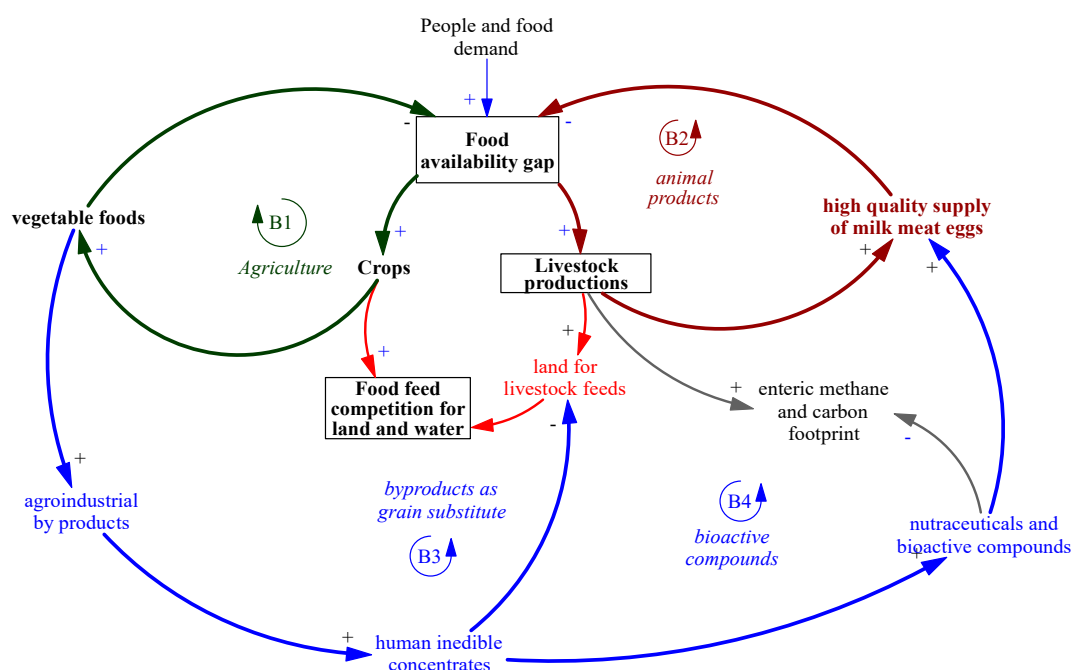 People and food
demand
+
-
-
Food
availability gap
B2
animal
products
vegetable foods
+
B1
Agriculture
+
Crops
+
Livestock
productions
high quality supply
of milk meat eggs
+
+
+
+
land for
livestock feeds
Food feed
competition for
land and water
-
+
enteric methane
and carbon
footprint
-
+
agroindustrial
by products
byproducts as
grain substitute
B3
B4
bioactive
compounds
nutraceuticals and
bioactive compounds
+
+
human inedible
concentrates